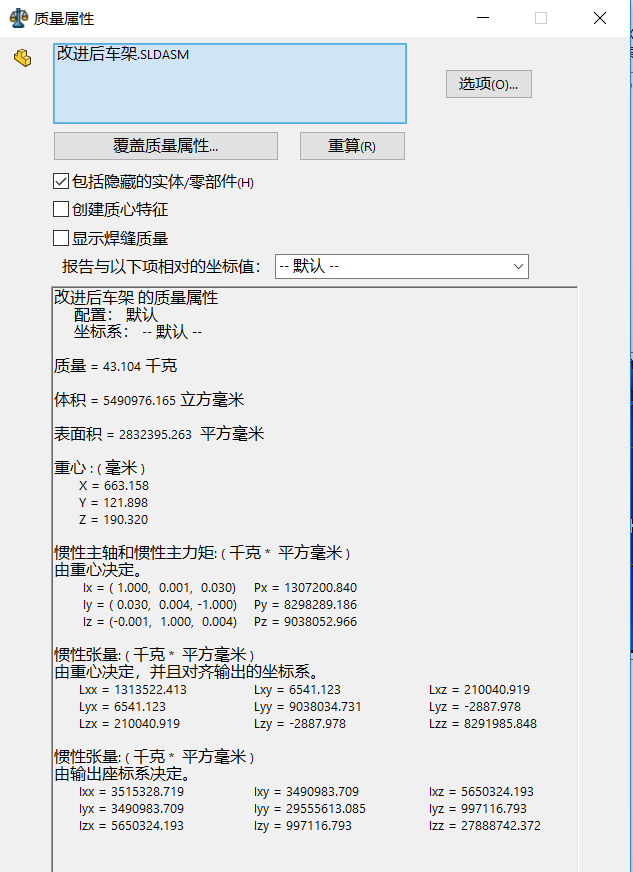 质量属性
改进后车架.SLDASM
选项(O)...
覆盖质量属性... 重算(R)
包括隐藏的实体/零部件(H)
创建质心特征
显示焊缝质量
报告与以下项相对的坐标值： -- 默认 --
改进后车架 的质量属性
配置： 默认
坐标系： -- 默认 --
质量 = 43.104 千克
体积 = 5490976.165 立方毫米
表面积 = 2832395.263 平方毫米
重心 : ( 毫米 )
X = 663.158
Y = 121.898
Z = 190.320
惯性主轴和惯性主力矩: ( 千克 * 平方毫米 )
由重心决定。
Ix = ( 1.000, 0.001, 0.030) Px = 1307200.840
Iy = ( 0.030, 0.004, -1.000) Py = 8298289.186
Iz = (-0.001, 1.000, 0.004) Pz = 9038052.966
惯性张量: ( 千克 * 平方毫米 )
由重心决定，并且对齐输出的坐标系。
Lxx = 1313522.413 Lxy = 6541.123 Lxz = 210040.919
Lyx = 6541.123 Lyy = 9038034.731 Lyz = -2887.978
Lzx = 210040.919 Lzy = -2887.978 Lzz = 8291985.848
惯性张量: ( 千克 * 平方毫米 )
由输出座标系决定。
Ixx = 3515328.719 Ixy = 3490983.709 Ixz = 5650324.193
Iyx = 3490983.709 Iyy = 29555613.085 Iyz = 997116.793
Izx = 5650324.193 Izy = 997116.793 Izz = 27888742.372